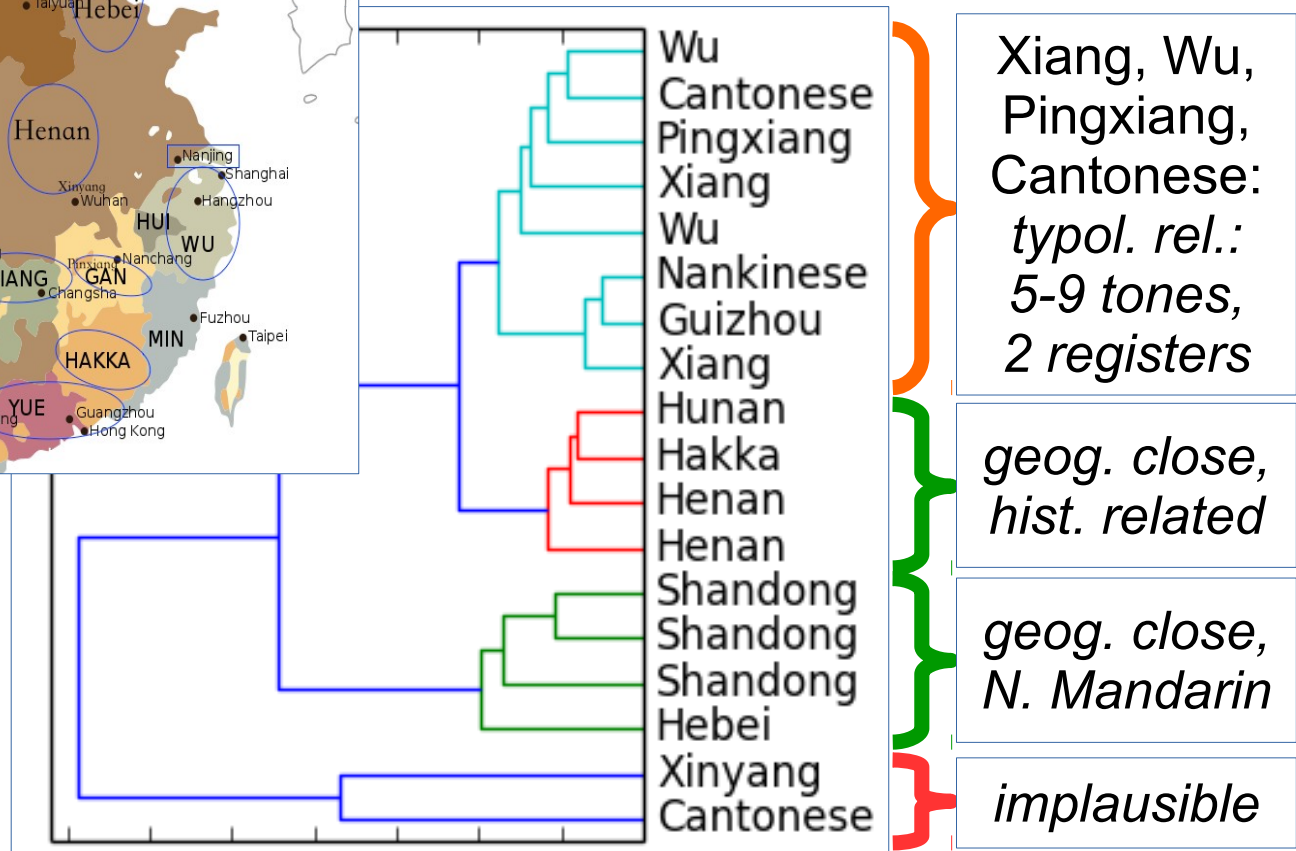 Taiyuan
Hebei
Henan
Nanjing
Shanghai
Xinyang
Wuhan
Hangzhou
HUI
WU
Pinxiang
Nanchang
IANG
GAN
Changsha
Fuzhou
MIN
Taipei
HAKKA
YUE
Guangzhou
ng
Hong Kong
Wu
Cantonese
Pingxiang
Xiang
Wu
Nankinese
Guizhou
Xiang
Hunan
Hakka
Henan
Henan
Shandong
Shandong
Shandong
Hebei
Xinyang
Cantonese
Xiang, Wu,
Pingxiang,
Cantonese:
typol. rel.:
5-9 tones,
2 registers
geog. close,
hist. related
geog. close,
N. Mandarin
implausible